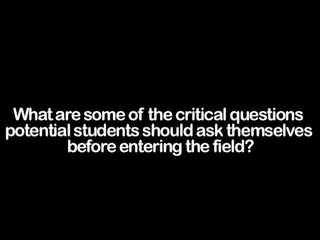 What are some of the critical questions
potential students should ask themselves
before entering the field?